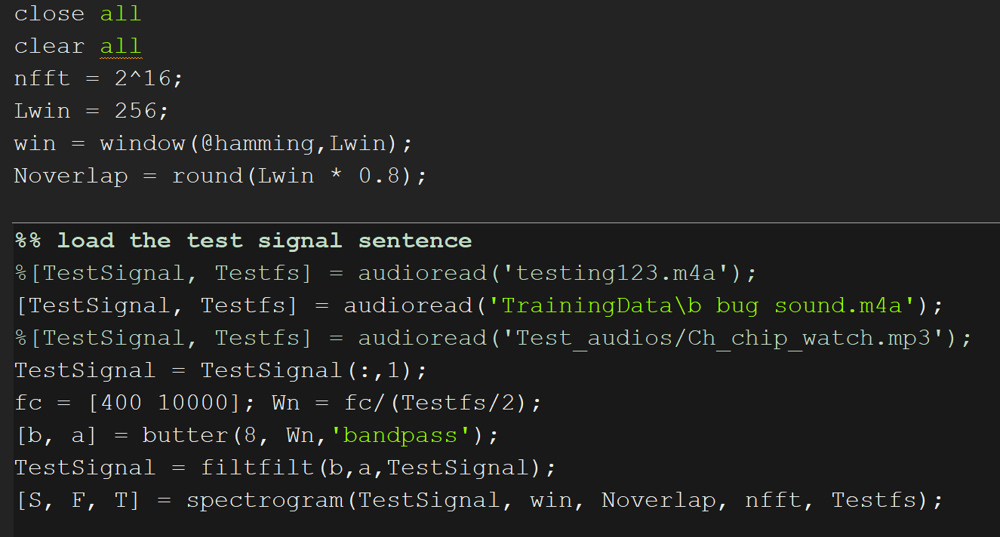 close all
clear all
nfft = 2^16;
Lwin = 256;
win = window(@hamming,Lwin);
Noverlap = round(Lwin * 0.8);
%% load the test signal sentence
%[TestSignal, Testfs] = audioread('testing123.m4a');
[TestSignal, Testfs] = audioread('TrainingData\b bug sound.m4a');
%[TestSignal, Testfs] = audioread('Test_audios/Ch_chip_watch.mp3');
TestSignal = TestSignal(:,1);
fc = [400 10000]; Wn = fc/(Testfs/2);
[b, a] = butter(8, Wn,'bandpass');
TestSignal = filtfilt(b,a,TestSignal);
[S, F, T] = spectrogram(TestSignal, win, Noverlap, nfft, Testfs);